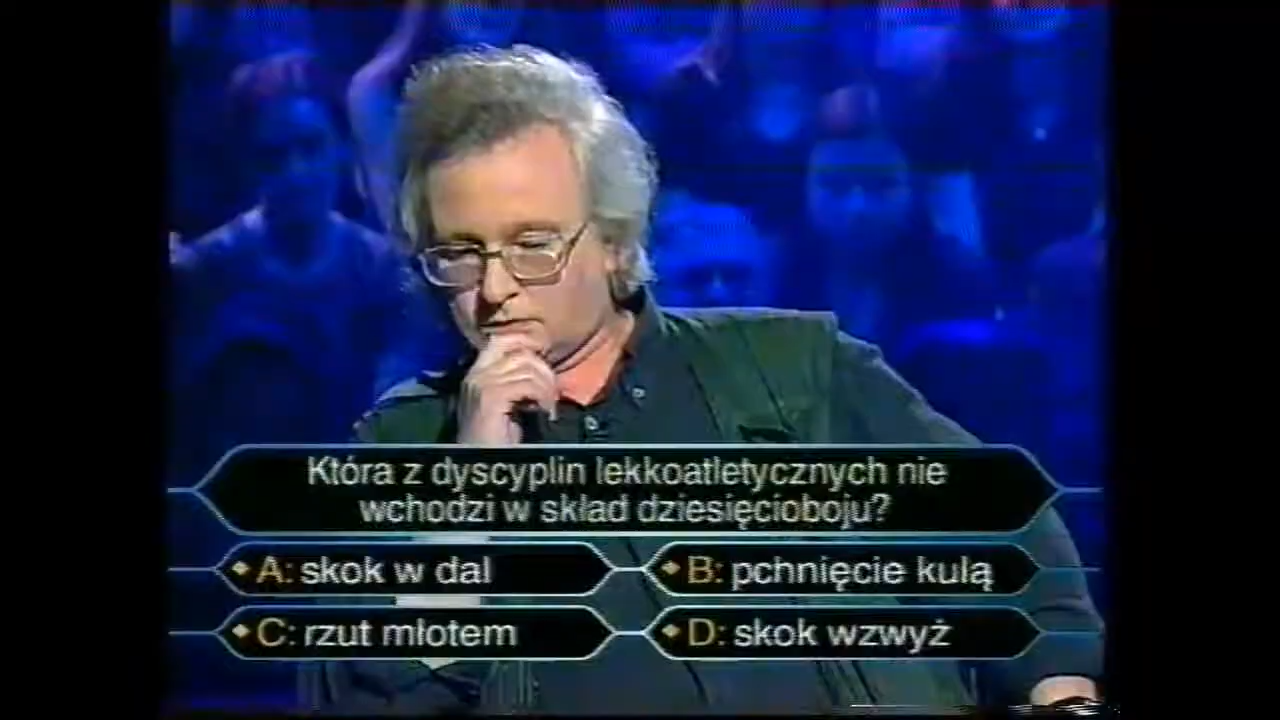 Która z dyscyplin lekkoatletycznych nie
wchodzi w skład dziesięcioboju?
A: skok w dal
B: pchnięcie kulą
C: rzut młotem
D: skok wzwyż